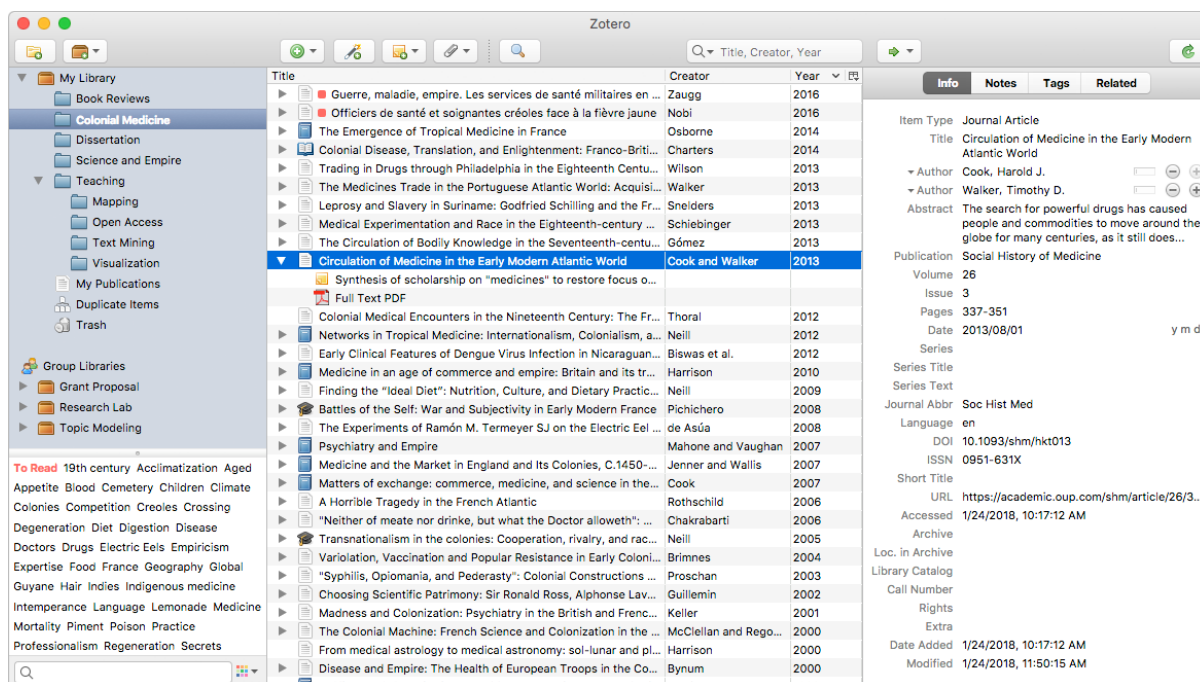 Zotero
Title, Creator, Year
My Library
Book Reviews
Colonial Medicine
Dissertation
Science and Empire
Teaching
Mapping
Open Access
Text Mining
Visualization
My Publications
Duplicate Items
Trash
Group Libraries
Grant Proposal
Research Lab
Topic Modeling
To Read 19th century Acclimatization Aged
Appetite Blood Cemetery Children Climate
Colonies Competition Creoles Crossing
Degeneration Diet Digestion Disease
Doctors Drugs Electric Eels Empiricism
Expertise Food France Geography Global
Guyane Hair Indies Indigenous medicine
Intemperance Language Lemonade Medicine
Mortality Piment Poison Practice
Professionalism Regeneration Secrets
Title Creator Year
Guerre, maladie, empire. Les services de santé militaires en ... Zaugg 2016
Officiers de santé et soignantes créoles face à la fièvre jaune Nobi 2016
The Emergence of Tropical Medicine in France Osborne 2014
Colonial Disease, Translation, and Enlightenment: Franco-Briti... Charters 2014
Trading in Drugs through Philadelphia in the Eighteenth Centu... Wilson 2013
The Medicines Trade in the Portuguese Atlantic World: Acquisi... Walker 2013
Leprosy and Slavery in Suriname: Godfried Schilling and the Fr... Snelders 2013
Medical Experimentation and Race in the Eighteenth-century ... Schiebinger 2013
The Circulation of Bodily Knowledge in the Seventeenth-centu... Gómez 2013
Circulation of Medicine in the Early Modern Atlantic World Cook and Walker 2013
Synthesis of scholarship on "medicines" to restore focus o...
Full Text PDF
Colonial Medical Encounters in the Nineteenth Century: The Fr... Thoral 2012
Networks in Tropical Medicine: Internationalism, Colonialism, a... Neill 2012
Early Clinical Features of Dengue Virus Infection in Nicaraguan... Biswas et al. 2012
Medicine in an age of commerce and empire: Britain and its tr... Harrison 2010
Finding the “Ideal Diet”: Nutrition, Culture, and Dietary Practic... Neill 2009
Battles of the Self: War and Subjectivity in Early Modern France Pichichero 2008
The Experiments of Ramón M. Termeyer SJ on the Electric Eel ... de Asúa 2008
Psychiatry and Empire Mahone and Vaughan 2007
Medicine and the Market in England and Its Colonies, C.1450-... Jenner and Wallis 2007
Matters of exchange: commerce, medicine, and science in the... Cook 2007
A Horrible Tragedy in the French Atlantic Rothschild 2006
"Neither of meate nor drinke, but what the Doctor alloweth": ... Chakrabarti 2006
Transnationalism in the colonies: Cooperation, rivalry, and rac... Neill 2005
Variolation, Vaccination and Popular Resistance in Early Coloni... Brimnes 2004
"Syphilis, Opiomania, and Pederasty": Colonial Constructions ... Proschan 2003
Choosing Scientific Patrimony: Sir Ronald Ross, Alphonse Lav... Guillemin 2002
Madness and Colonization: Psychiatry in the British and Frenc... Keller 2001
The Colonial Machine: French Science and Colonization in the ... McClellan and Rego... 2000
From medical astrology to medical astronomy: sol-lunar and pl... Harrison 2000
Disease and Empire: The Health of European Troops in the Co... Bynum 2000
Info Notes Tags Related
Item Type Journal Article
Title Circulation of Medicine in the Early Modern
Atlantic World
Author Cook, Harold J.
Author Walker, Timothy D.
Abstract The search for powerful drugs has caused
people and commodities to move around the
globe for many centuries, as it still does...
Publication Social History of Medicine
Volume 26
Issue 3
Pages 337-351
Date 2013/08/01 y m d
Series
Series Title
Series Text
Journal Abbr Soc Hist Med
Language en
DOI 10.1093/shm/hkt013
ISSN 0951-631X
Short Title
URL https://academic.oup.com/shm/article/26/3...
Accessed 1/24/2018, 10:17:12 AM
Archive
Loc. in Archive
Library Catalog
Call Number
Rights
Extra
Date Added 1/24/2018, 10:17:12 AM
Modified 1/24/2018, 11:50:15 AM